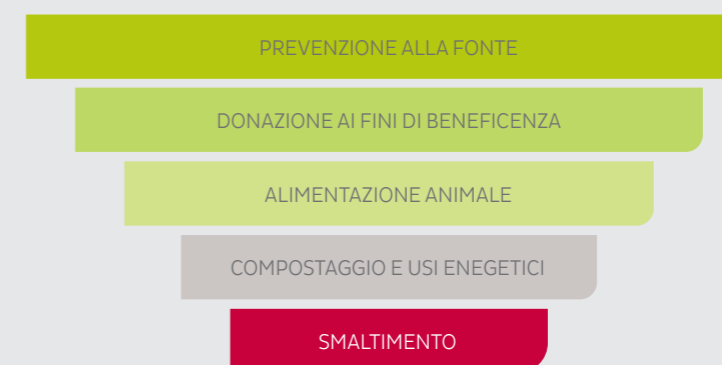 PREVENZIONE ALLA FONTE
DONAZIONE AI FINI DI BENEFICENZA
ALIMENTAZIONE ANIMALE
COMPOSTAGGIO E USI ENEGETICI
SMALTIMENTO